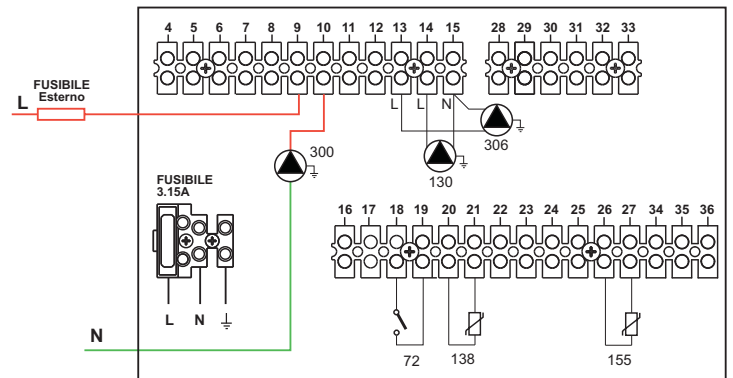 4 5 6 7 8 9 10 11 12 13 14 15 28 29 30 31 32 33
FUSIBILE
Esterno
L
L L N
306
300
130
FUSIBILE
3.15A
16 17 18 19 20 21 22 23 24 25 26 27 34 35 36
L N
N
72 138 155